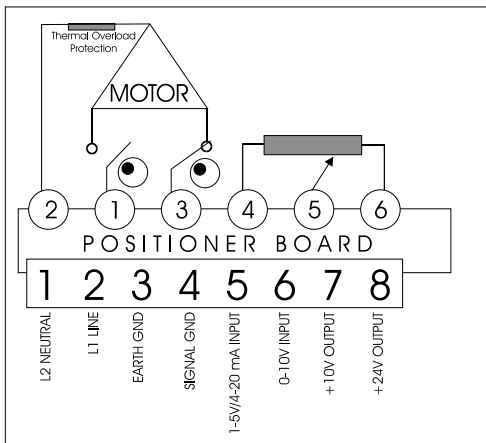 Thermal Overload
Protection
MOTOR
2 1 3 4 5 6
POSITIONER BOARD
1 2 3 4 5 6 7 8
L2 NEUTRAL
L1 LINE
EARTH GND
SIGNAL GND
1-5V/4-20 mA INPUT
0-10V INPUT
+10V OUTPUT
+24V OUTPUT